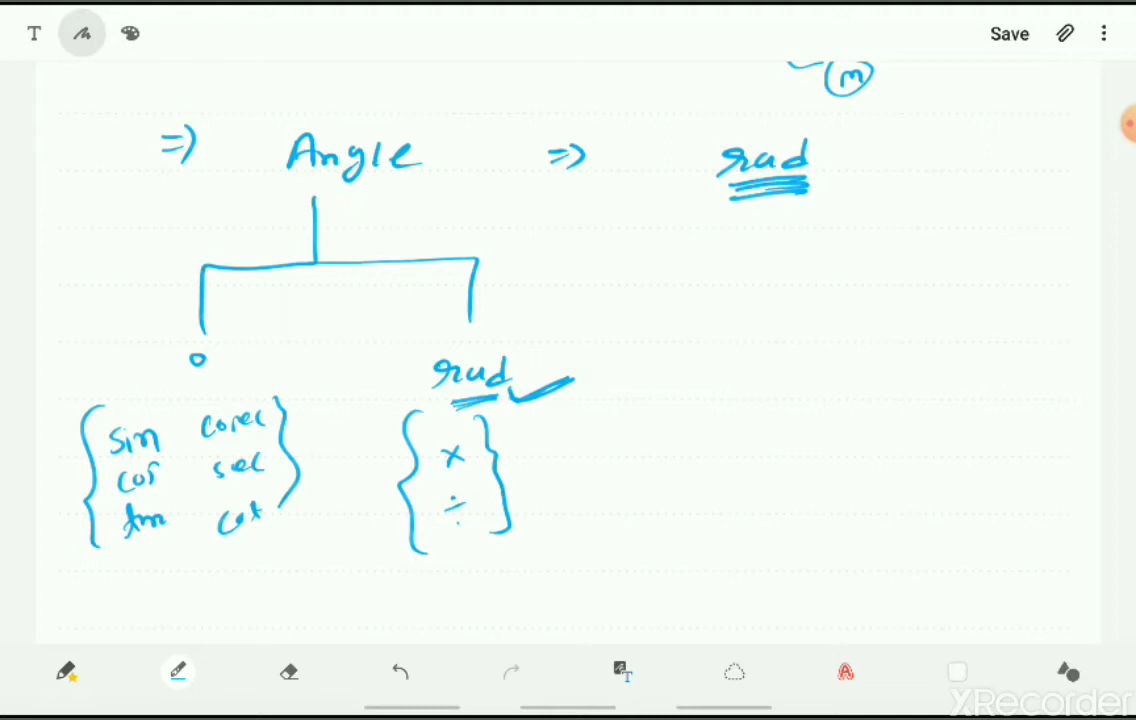 T Save
(m)
=> Angle => rad
o
rad
sin cosec
cos sec
tan cot
×
÷
T A
XRecorder